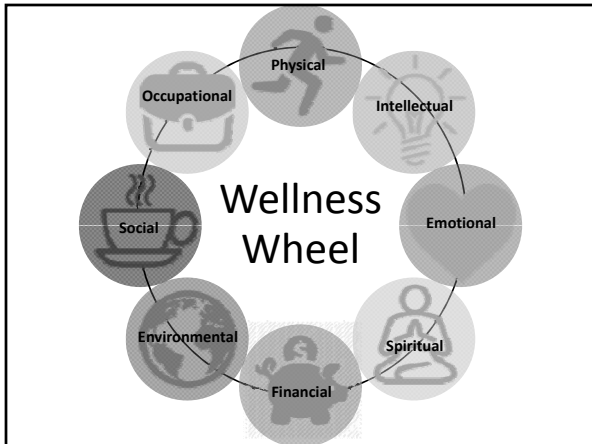 Physical
Occupational
Intellectual
Wellness
Wheel
Social
Emotional
Environmental
Spiritual
Financial
$